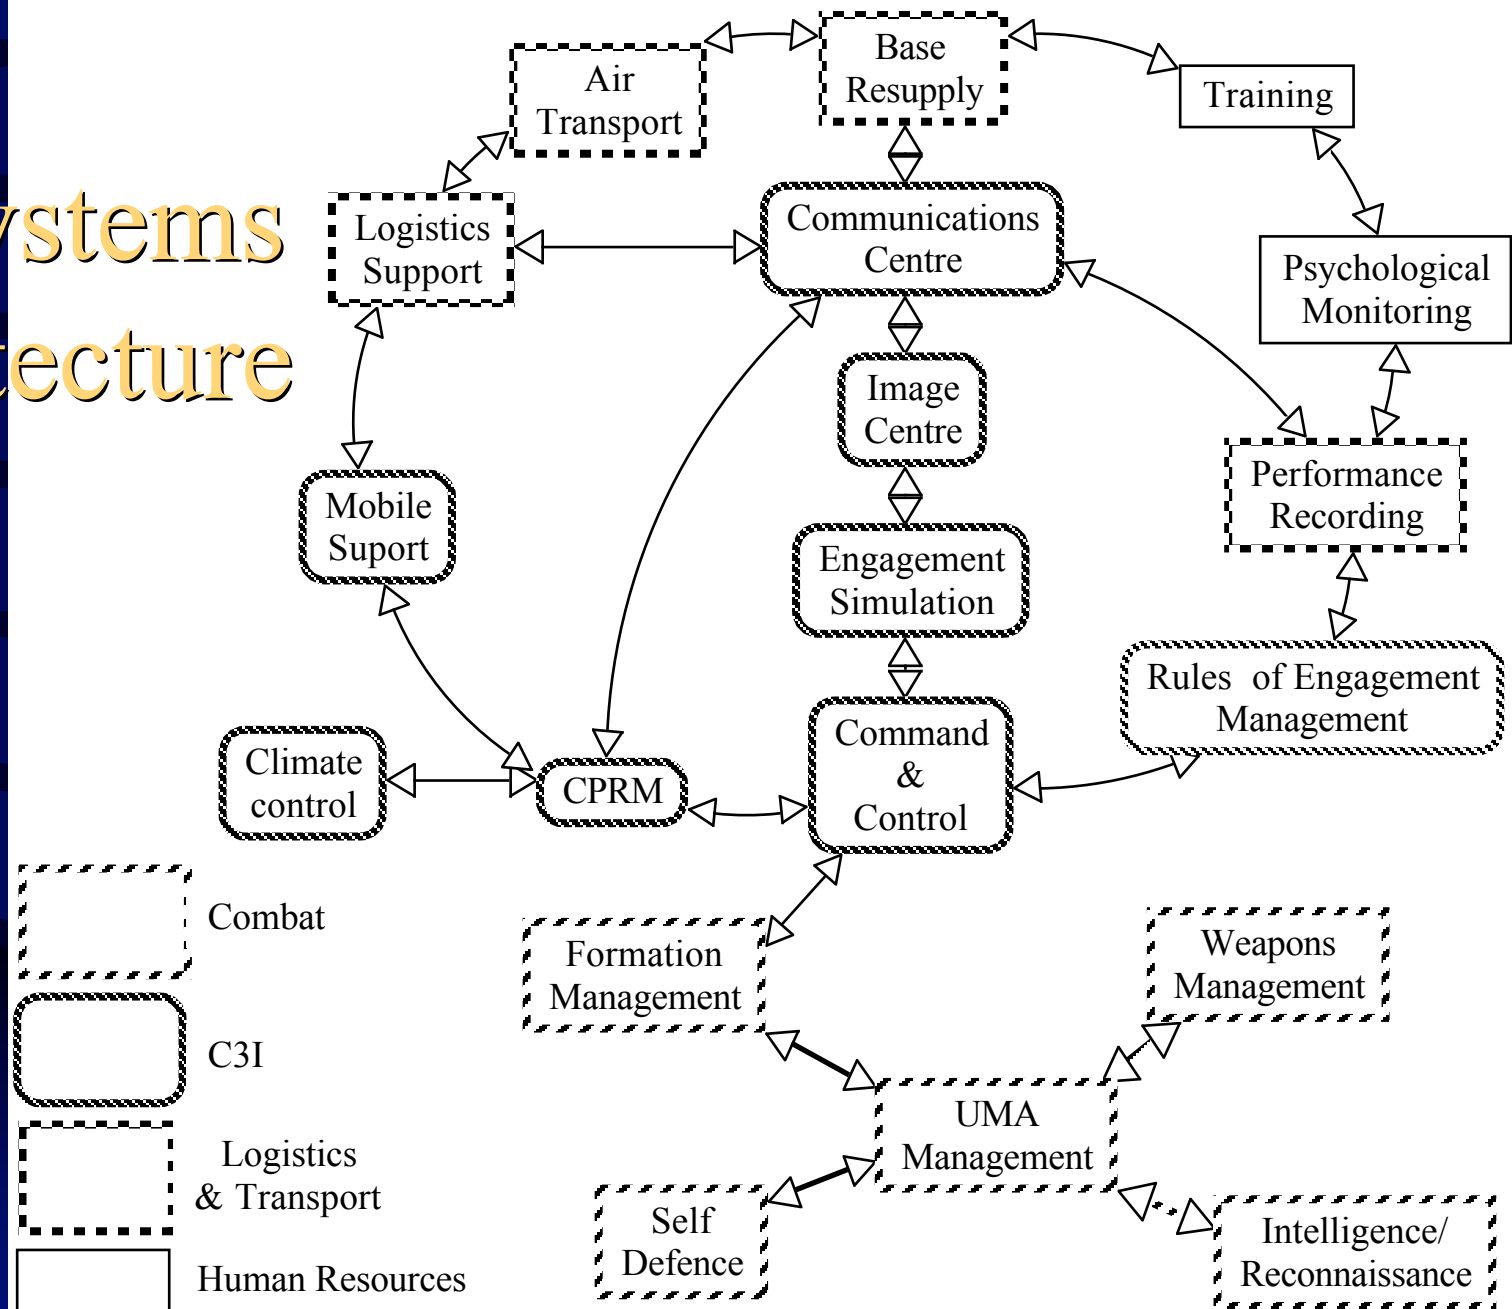 Base
Resupply
Air
Transport
Training
ystems
Logistics
Support
Communications
Centre
Psychological
Monitoring
tecture
Image
Centre
Performance
Recording
Mobile
Suport
Engagement
Simulation
Rules of Engagement
Management
Climate
control
CPRM
Command
&
Control
Combat
Formation
Management
Weapons
Management
C3I
UMA
Management
Logistics
& Transport
Self
Defence
Intelligence/
Reconnaissance
Human Resources